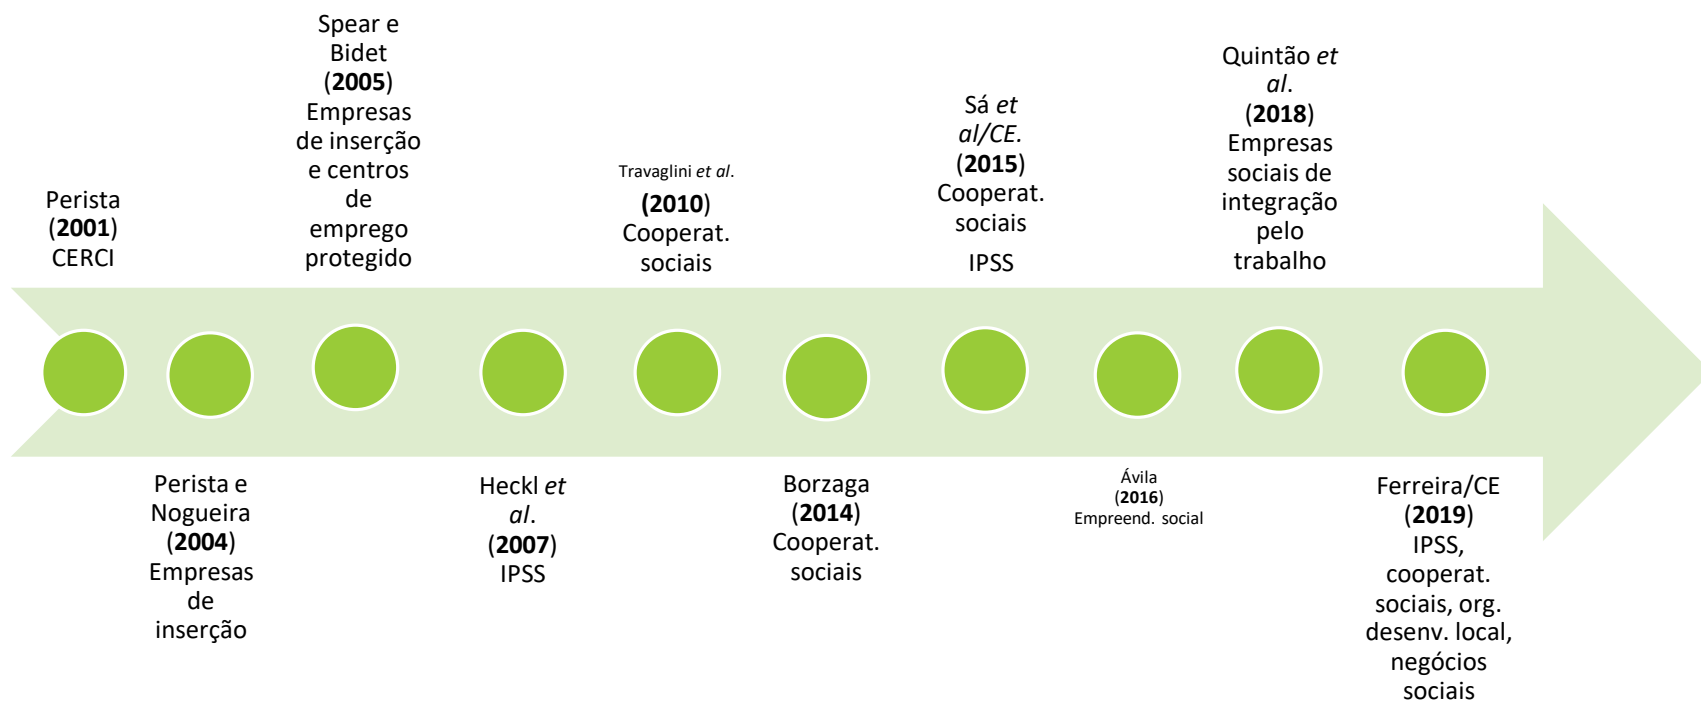 Perista
(2001)
CERCI
Perista e
Nogueira
(2004)
Empresas
de
inserção
Spear e
Bidet
(2005)
Empresas
de inserção
e centros
de
emprego
protegido
Heckl et
al.
(2007)
IPSS
Travaglini et al.
(2010)
Cooperat.
sociais
Borzaga
(2014)
Cooperat.
sociais
Sá et
al/CE.
(2015)
Cooperat.
sociais
IPSS
Ávila
(2016)
Empreend. social
Quintão et
al.
(2018)
Empresas
sociais de
integração
pelo
trabalho
Ferreira/CE
(2019)
IPSS,
cooperat.
sociais, org.
desenv. local,
negócios
sociais